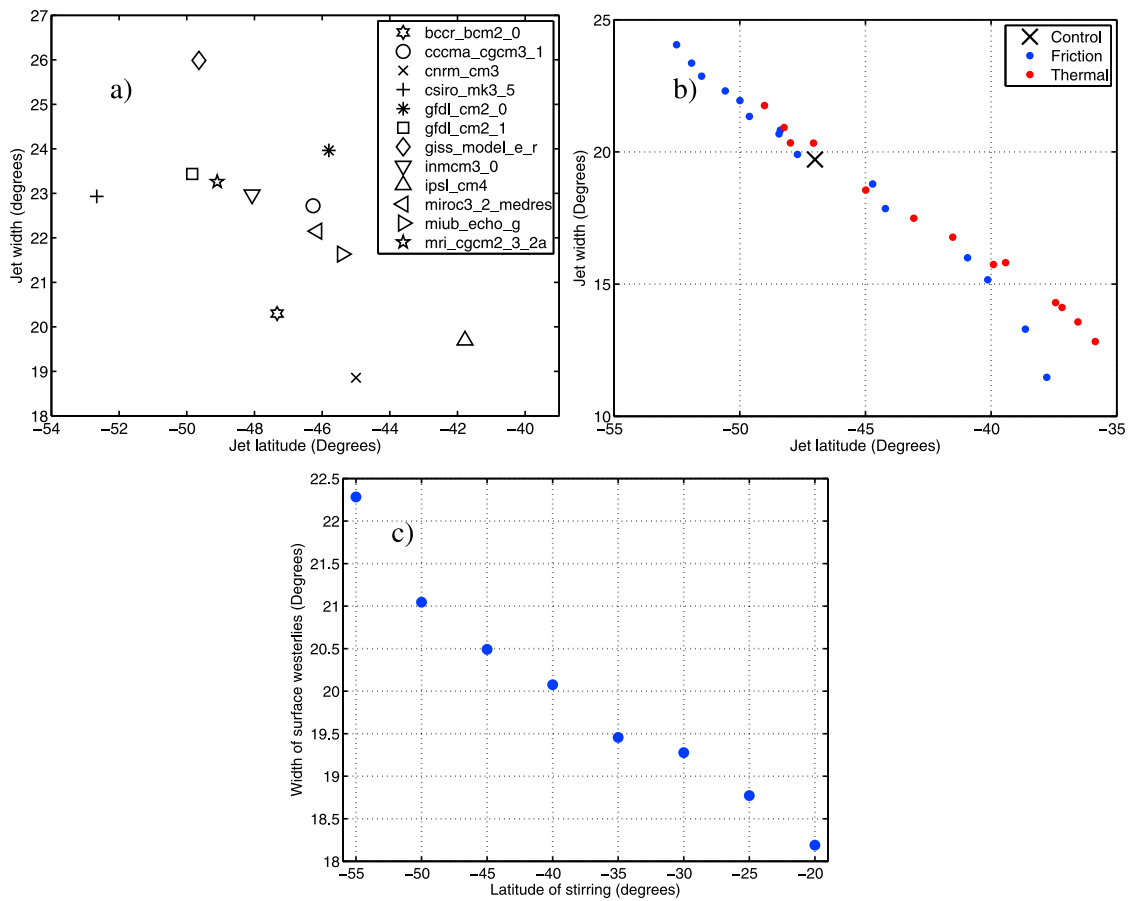 a)
Jet width (degrees)
27
26
25
24
23
22
21
20
19
18
−54
−52
−50
−48
−46
−44
−42
−40
Jet latitude (Degrees)
bccr_bcm2_0
cccma_cgcm3_1
cnrm_cm3
csiro_mk3_5
gfdl_cm2_0
gfdl_cm2_1
giss_model_e_r
inmcm3_0
ipsl_cm4
miroc3_2_medres
miub_echo_g
mri_cgcm2_3_2a
b)
Jet width (degrees)
25
20
15
10
−55
−50
−45
−40
−35
Jet latitude (Degrees)
Control
Friction
Thermal
c)
Width of surface westerlies (Degrees)
22.5
22
21.5
21
20.5
20
19.5
19
18.5
18
−55
−50
−45
−40
−35
−30
−25
−20
Latitude of stirring (degrees)